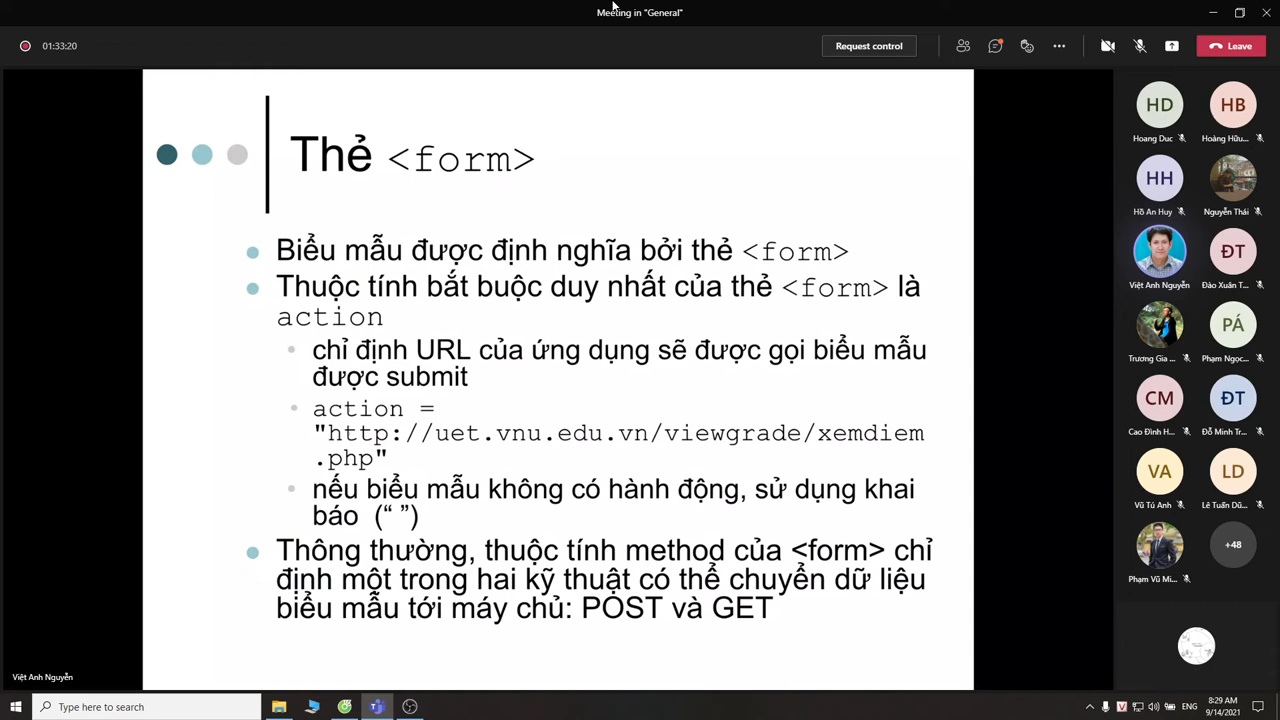 Meeting in "General"
01:33:20
Request control
Leave
Thẻ <form>
Biểu mẫu được định nghĩa bởi thẻ <form>
Thuộc tính bắt buộc duy nhất của thẻ <form> là
action
chỉ định URL của ứng dụng sẽ được gọi biểu mẫu
được submit
action =
"http://uet.vnu.edu.vn/viewgrade/xemdiem
.php"
nếu biểu mẫu không có hành động, sử dụng khai
báo (“ ”)
Thông thường, thuộc tính method của <form> chỉ
định một trong hai kỹ thuật có thể chuyển dữ liệu
biểu mẫu tới máy chủ: POST và GET
HD
HB
Hoang Duc
Hoàng Hữu...
HH
Hồ An Huy
Nguyễn Thái
ĐT
Việt Anh Nguyễn
Đào Xuân T...
PÁ
Trương Gia ...
Phạm Ngọc...
CM
ĐT
Cao Đình H...
Đỗ Minh Tr...
VA
LD
Vũ Tú Anh
Lê Tuấn Dũ...
+48
Phạm Vũ Mi...
Việt Anh Nguyễn
Type here to search
V
8:29 AM
9/14/2021